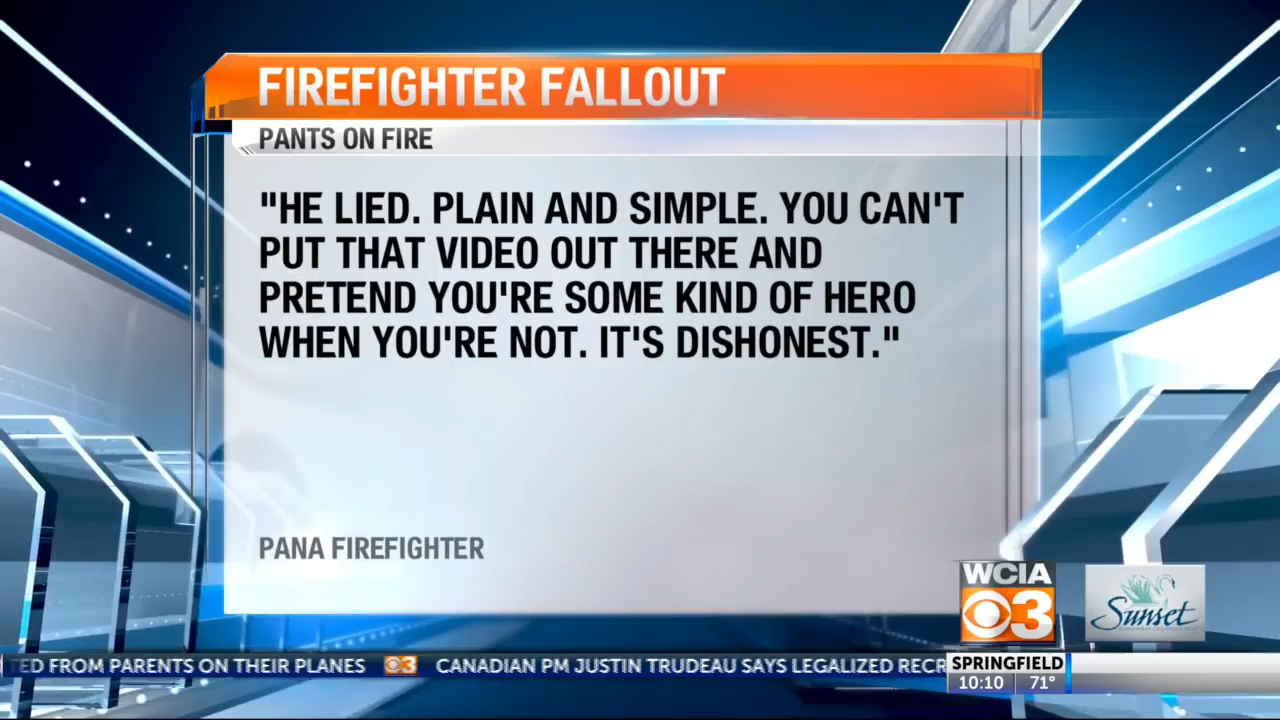 FIREFIGHTER FALLOUT
PANTS ON FIRE
"HE LIED. PLAIN AND SIMPLE. YOU CAN'T
PUT THAT VIDEO OUT THERE AND
PRETEND YOU'RE SOME KIND OF HERO
WHEN YOU'RE NOT. IT'S DISHONEST."
PANA FIREFIGHTER
WCIA
3
Sunset
TED FROM PARENTS ON THEIR PLANES CANADIAN PM JUSTIN TRUDEAU SAYS LEGALIZED RECR
SPRINGFIELD
10:10 71°